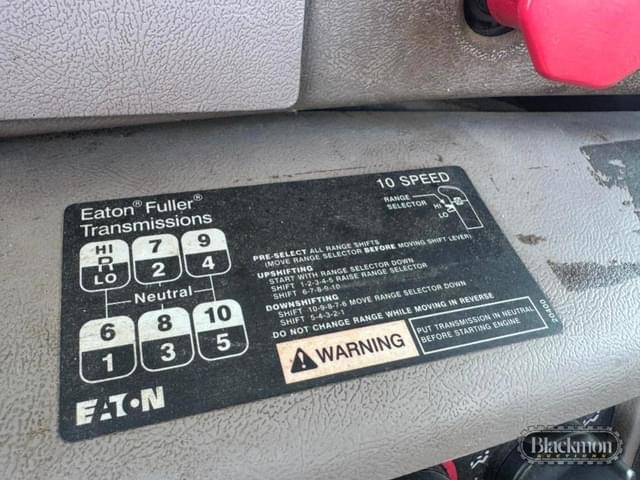 Eaton® Fuller®
Transmissions
10 SPEED
RANGE
SELECTOR
HI
LO
HI
R
LO
7
2
9
4
Neutral
6
1
8
3
10
5
PRE-SELECT ALL RANGE SHIFTS
(MOVE RANGE SELECTOR BEFORE MOVING SHIFT LEVER)
UPSHIFTING
START WITH RANGE SELECTOR DOWN
SHIFT 1-2-3-4-5 RAISE RANGE SELECTOR
SHIFT 6-7-8-9-10
DOWNSHIFTING
SHIFT 10-9-8-7-6 MOVE RANGE SELECTOR DOWN
SHIFT 5-4-3-2-1
DO NOT CHANGE RANGE WHILE MOVING IN REVERSE
WARNING
PUT TRANSMISSION IN NEUTRAL
BEFORE STARTING ENGINE
20400
EATON
Blackmon
AUCTIONS